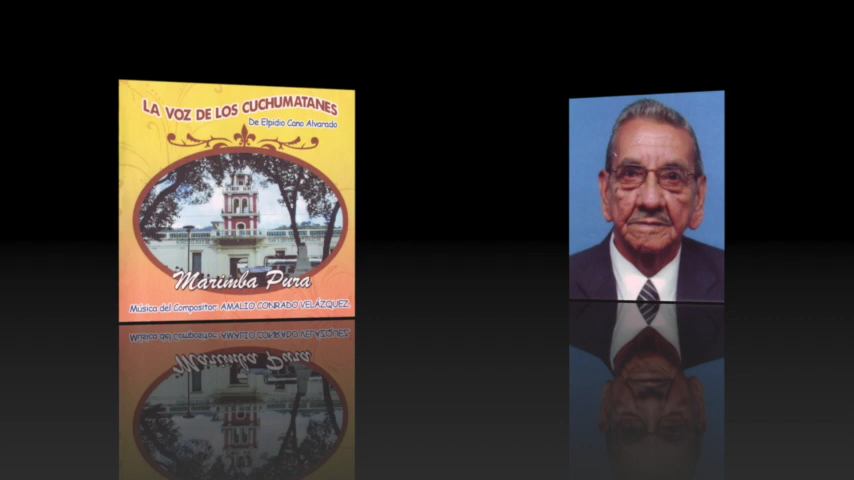 LA VOZ DE LOS CUCHUMATANES
De Elpidio Cano Alvarado
Marimba Pura
Música del Compositor: AMALIO CONRADO VELÁZQUEZ.